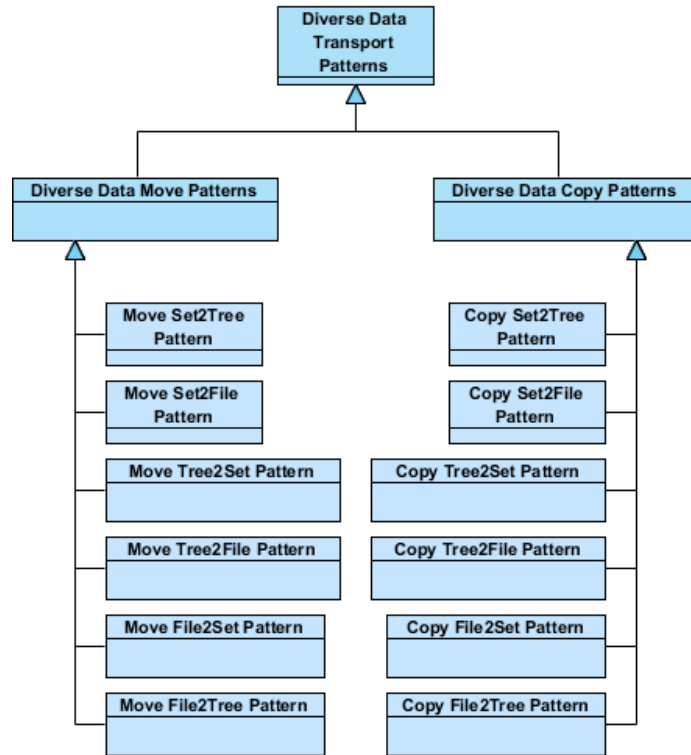 Diverse Data
Transport
Patterns
Diverse Data Move Patterns
Diverse Data Copy Patterns
Move Set2Tree
Pattern
Copy Set2Tree
Pattern
Move Set2File
Pattern
Copy Set2File
Pattern
Move Tree2Set Pattern
Copy Tree2Set Pattern
Move Tree2File Pattern
Copy Tree2File Pattern
Move File2Set Pattern
Copy File2Set Pattern
Move File2Tree Pattern
Copy File2Tree Pattern